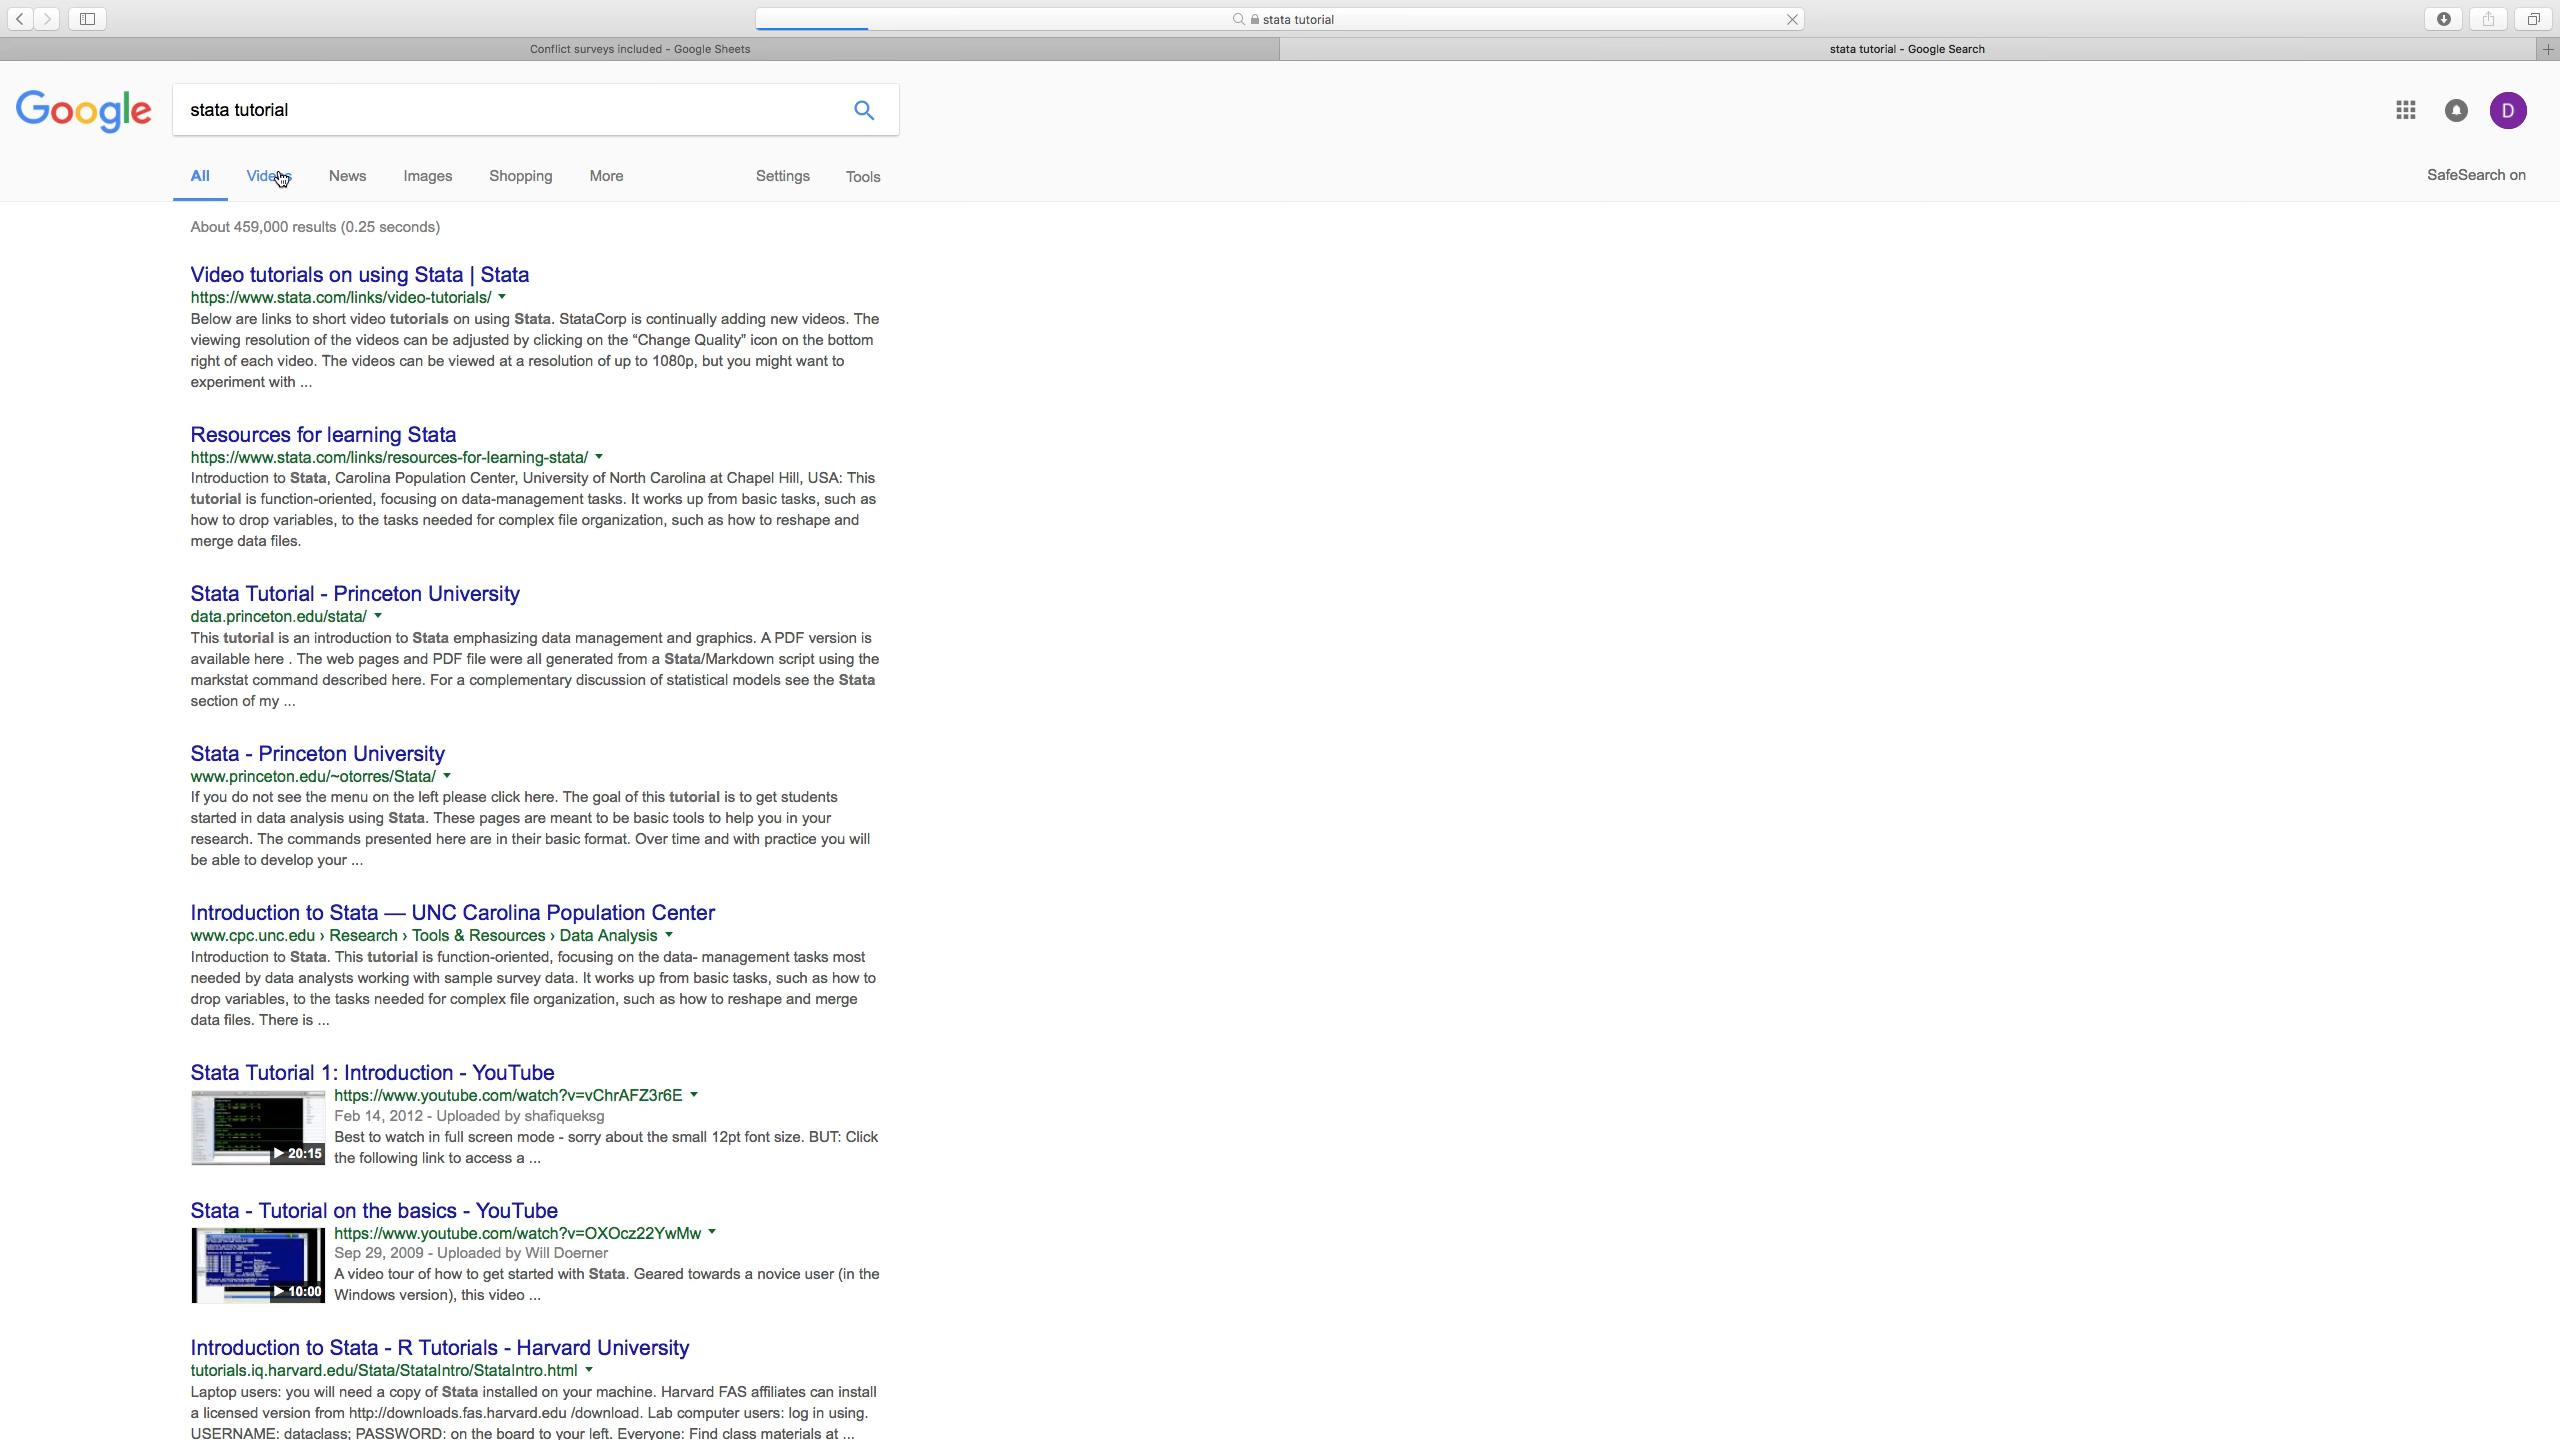 stata tutorial
Conflict surveys included - Google Sheets
stata tutorial - Google Search
Google
stata tutorial
D
All Videos News Images Shopping More Settings Tools
SafeSearch on
About 459,000 results (0.25 seconds)
Video tutorials on using Stata | Stata
https://www.stata.com/links/video-tutorials/
Below are links to short video tutorials on using Stata. StataCorp is continually adding new videos. The
viewing resolution of the videos can be adjusted by clicking on the “Change Quality” icon on the bottom
right of each video. The videos can be viewed at a resolution of up to 1080p, but you might want to
experiment with ...
Resources for learning Stata
https://www.stata.com/links/resources-for-learning-stata/
Introduction to Stata, Carolina Population Center, University of North Carolina at Chapel Hill, USA: This
tutorial is function-oriented, focusing on data-management tasks. It works up from basic tasks, such as
how to drop variables, to the tasks needed for complex file organization, such as how to reshape and
merge data files.
Stata Tutorial - Princeton University
data.princeton.edu/stata/
This tutorial is an introduction to Stata emphasizing data management and graphics. A PDF version is
available here . The web pages and PDF file were all generated from a Stata/Markdown script using the
markstat command described here. For a complementary discussion of statistical models see the Stata
section of my ...
Stata - Princeton University
www.princeton.edu/~otorres/Stata/
If you do not see the menu on the left please click here. The goal of this tutorial is to get students
started in data analysis using Stata. These pages are meant to be basic tools to help you in your
research. The commands presented here are in their basic format. Over time and with practice you will
be able to develop your ...
Introduction to Stata — UNC Carolina Population Center
www.cpc.unc.edu › Research › Tools & Resources › Data Analysis
Introduction to Stata. This tutorial is function-oriented, focusing on the data- management tasks most
needed by data analysts working with sample survey data. It works up from basic tasks, such as how to
drop variables, to the tasks needed for complex file organization, such as how to reshape and merge
data files. There is ...
Stata Tutorial 1: Introduction - YouTube
https://www.youtube.com/watch?v=vChrAFZ3r6E
Feb 14, 2012 - Uploaded by shafiqueksg
Best to watch in full screen mode - sorry about the small 12pt font size. BUT: Click
20:15 the following link to access a ...
Stata - Tutorial on the basics - YouTube
https://www.youtube.com/watch?v=OXOcz22YwMw
Sep 29, 2009 - Uploaded by Will Doerner
A video tour of how to get started with Stata. Geared towards a novice user (in the
10:00 Windows version), this video ...
Introduction to Stata - R Tutorials - Harvard University
tutorials.iq.harvard.edu/Stata/StataIntro/StataIntro.html
Laptop users: you will need a copy of Stata installed on your machine. Harvard FAS affiliates can install
a licensed version from http://downloads.fas.harvard.edu /download. Lab computer users: log in using.
USERNAME: dataclass; PASSWORD: on the board to your left. Everyone: Find class materials at ...